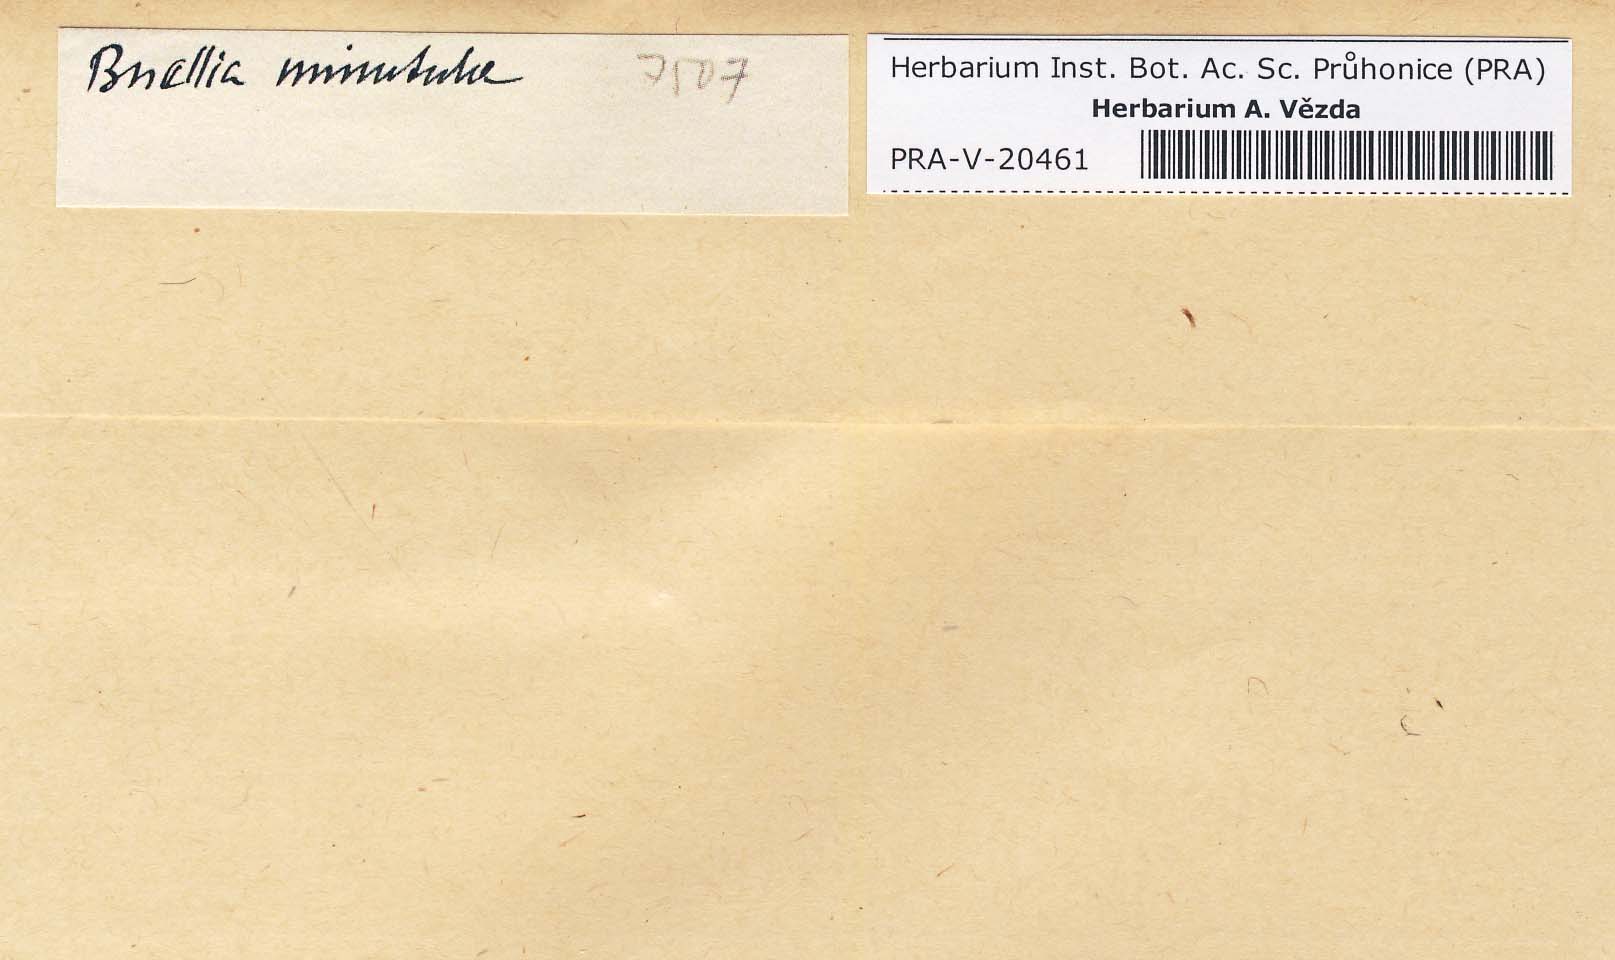 Buellia minutula 7507
Herbarium Inst. Bot. Ac. Sc. Průhonice (PRA)
Herbarium A. Vězda
PRA-V-20461